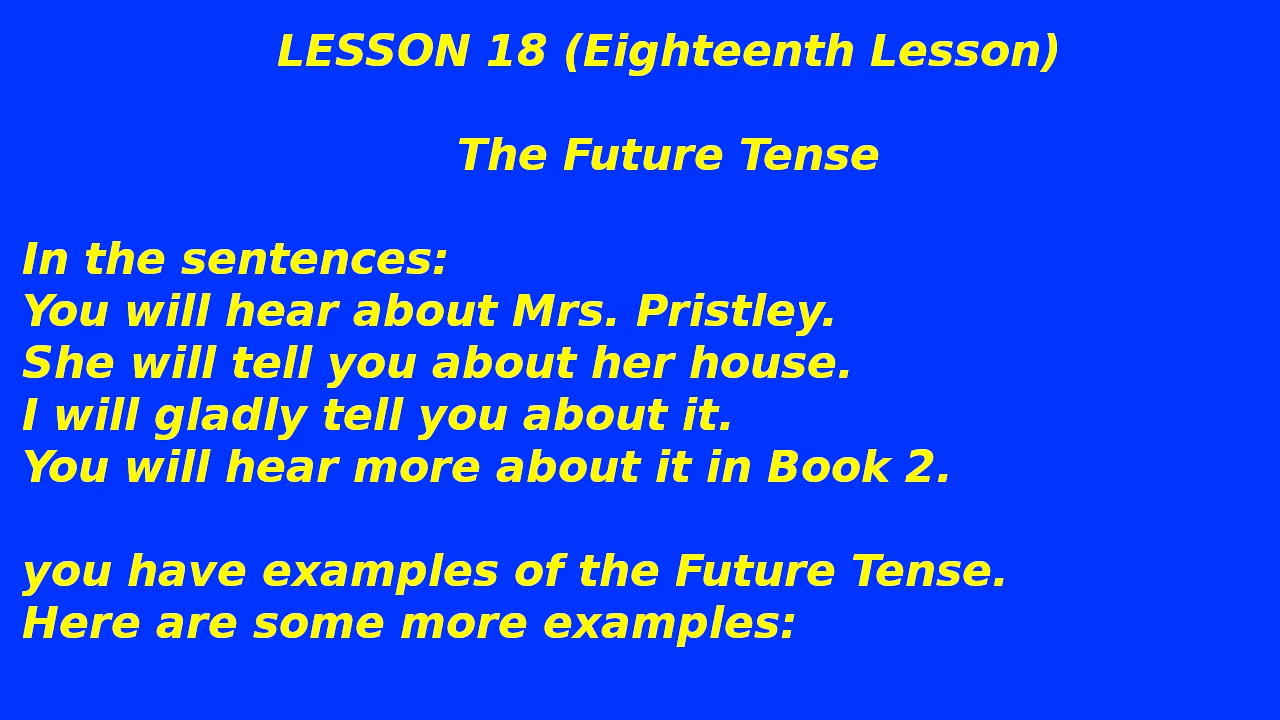 LESSON 18 (Eighteenth Lesson)
The Future Tense
In the sentences:
You will hear about Mrs. Pristley.
She will tell you about her house.
I will gladly tell you about it.
You will hear more about it in Book 2.
you have examples of the Future Tense.
Here are some more examples: